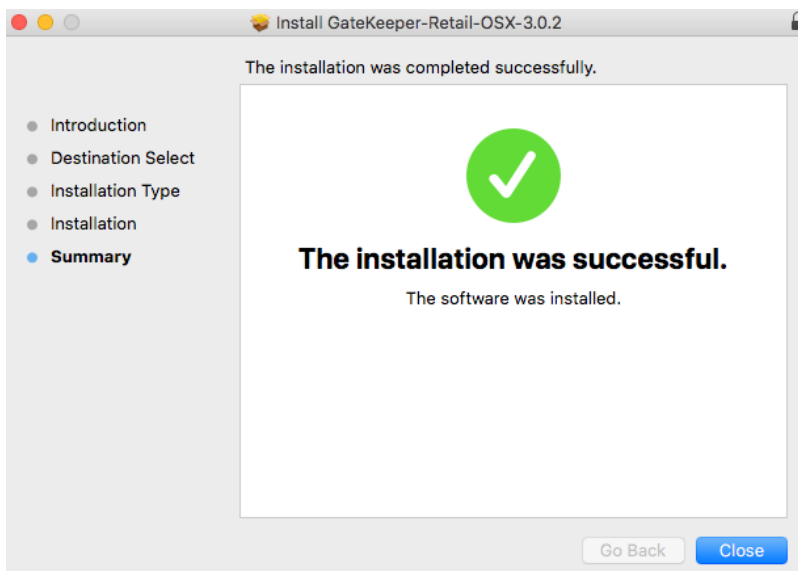 Install GateKeeper-Retail-OSX-3.0.2
The installation was completed successfully.
Introduction
Destination Select
Installation Type
Installation
Summary
The installation was successful.
The software was installed.
Go Back
Close